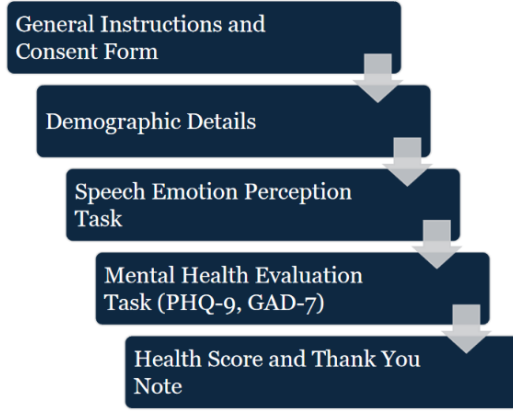 General Instructions and
Consent Form
Demographic Details
Speech Emotion Perception
Task
Mental Health Evaluation
Task (PHQ-9, GAD-7)
Health Score and Thank You
Note